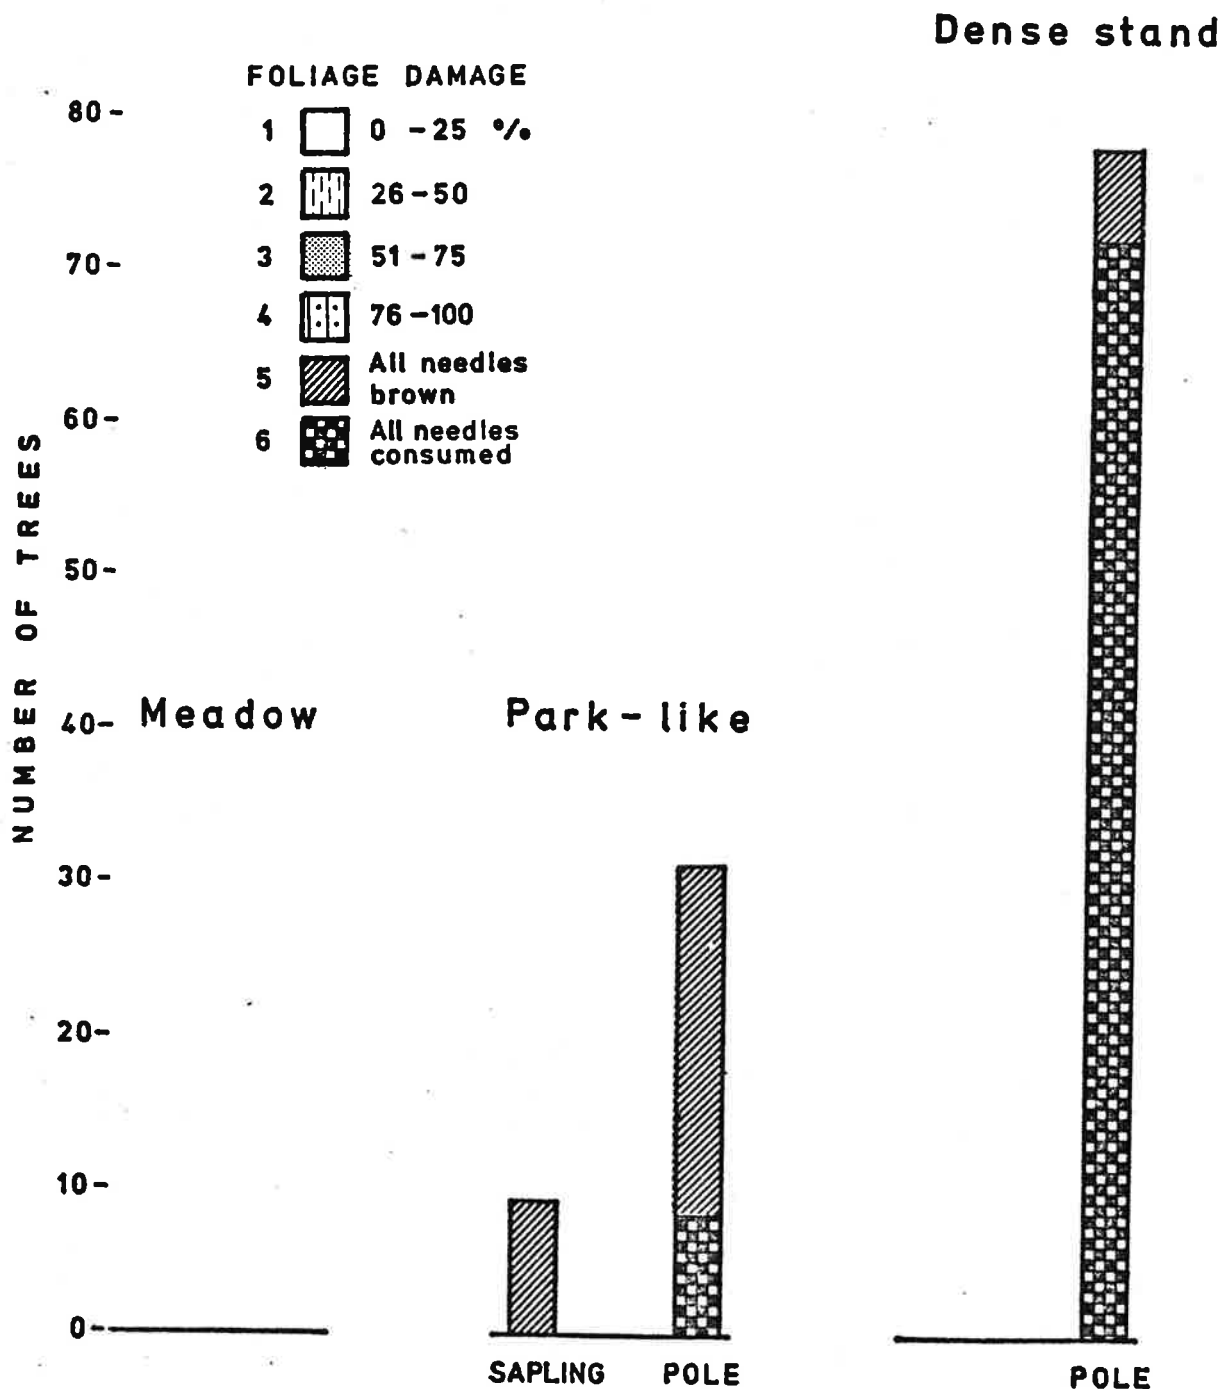 Dense stand
FOLIAGE DAMAGE
1 0 -25 %
2 26-50
3 51-75
4 76-100
5 All needles
brown
6 All needles
consumed
NUMBER OF TREES
80-
70-
60-
50-
40-
30-
20-
10-
0-
Meadow
Park-like
SAPLING POLE POLE